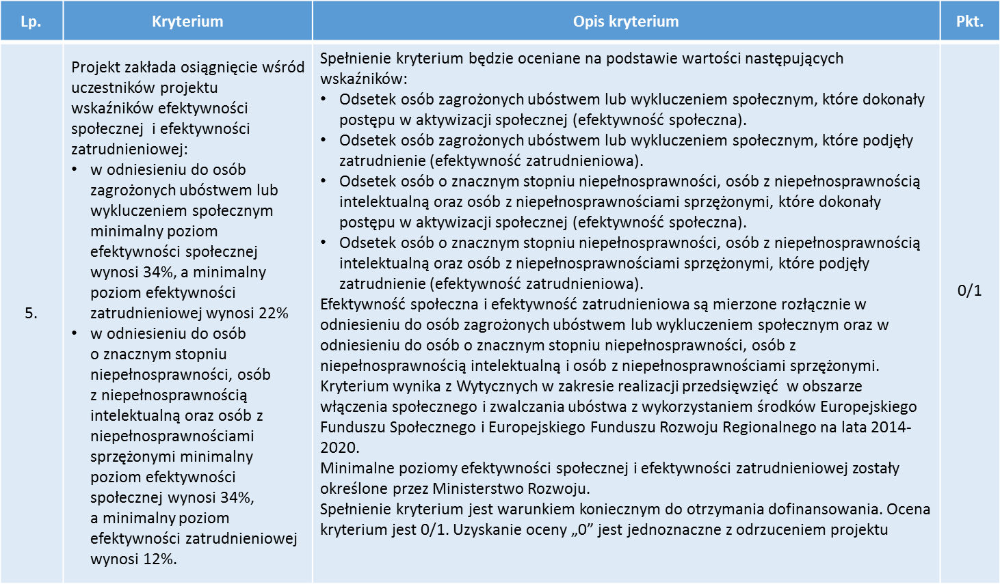 Lp.
Kryterium
Opis kryterium
Pkt.
5.
Projekt zakłada osiągnięcie wśród
uczestników projektu
wskaźników efektywności
społecznej  i efektywności
zatrudnieniowej:
• w odniesieniu do osób
zagrożonych ubóstwem lub
wykluczeniem społecznym
minimalny poziom
efektywności społecznej
wynosi 34%, a minimalny
poziom efektywności
zatrudnieniowej wynosi 22%
• w odniesieniu do osób
o znacznym stopniu
niepełnosprawności, osób
z niepełnosprawnością
intelektualną oraz osób z
niepełnosprawnościami
sprzężonymi minimalny
poziom efektywności
społecznej wynosi 34%,
a minimalny poziom
efektywności zatrudnieniowej
wynosi 12%.
Spełnienie kryterium będzie oceniane na podstawie wartości następujących
wskaźników:
• Odsetek osób zagrożonych ubóstwem lub wykluczeniem społecznym, które dokonały
postępu w aktywizacji społecznej (efektywność społeczna).
• Odsetek osób zagrożonych ubóstwem lub wykluczeniem społecznym, które podjęły
zatrudnienie (efektywność zatrudnieniowa).
• Odsetek osób o znacznym stopniu niepełnosprawności, osób z niepełnosprawnością
intelektualną oraz osób z niepełnosprawnościami sprzężonymi, które dokonały
postępu w aktywizacji społecznej (efektywność społeczna).
• Odsetek osób o znacznym stopniu niepełnosprawności, osób z niepełnosprawnością
intelektualną oraz osób z niepełnosprawnościami sprzężonymi, które podjęły
zatrudnienie (efektywność zatrudnieniowa).
Efektywność społeczna i efektywność zatrudnieniowa są mierzone rozłącznie w
odniesieniu do osób zagrożonych ubóstwem lub wykluczeniem społecznym oraz w
odniesieniu do osób o znacznym stopniu niepełnosprawności, osób z
niepełnosprawnością intelektualną i osób z niepełnosprawnościami sprzężonymi.
Kryterium wynika z Wytycznych w zakresie realizacji przedsięwzięć  w obszarze
włączenia społecznego i zwalczania ubóstwa z wykorzystaniem środków Europejskiego
Funduszu Społecznego i Europejskiego Funduszu Rozwoju Regionalnego na lata 2014-
2020.
Minimalne poziomy efektywności społecznej i efektywności zatrudnieniowej zostały
określone przez Ministerstwo Rozwoju.
Spełnienie kryterium jest warunkiem koniecznym do otrzymania dofinansowania. Ocena
kryterium jest 0/1. Uzyskanie oceny „0” jest jednoznaczne z odrzuceniem projektu
0/1